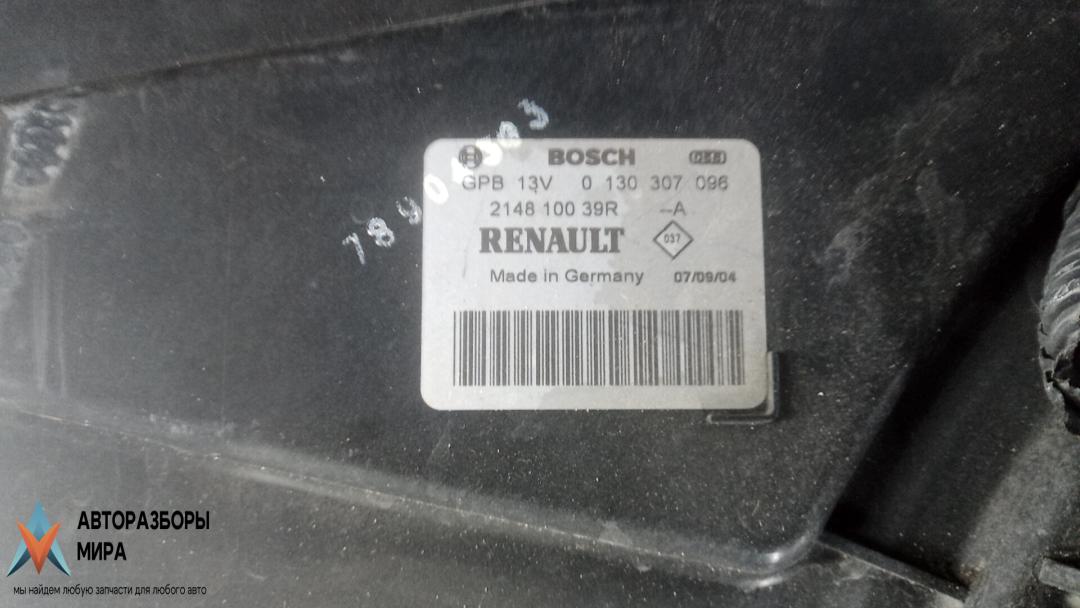 BOSCH
GPB 13V 0 130 307 096
2148 100 39R --A
RENAULT 037
Made in Germany 07/09/04
АВТОРАЗБОРЫ
МИРА
мы найдем любую запчасти для любого авто